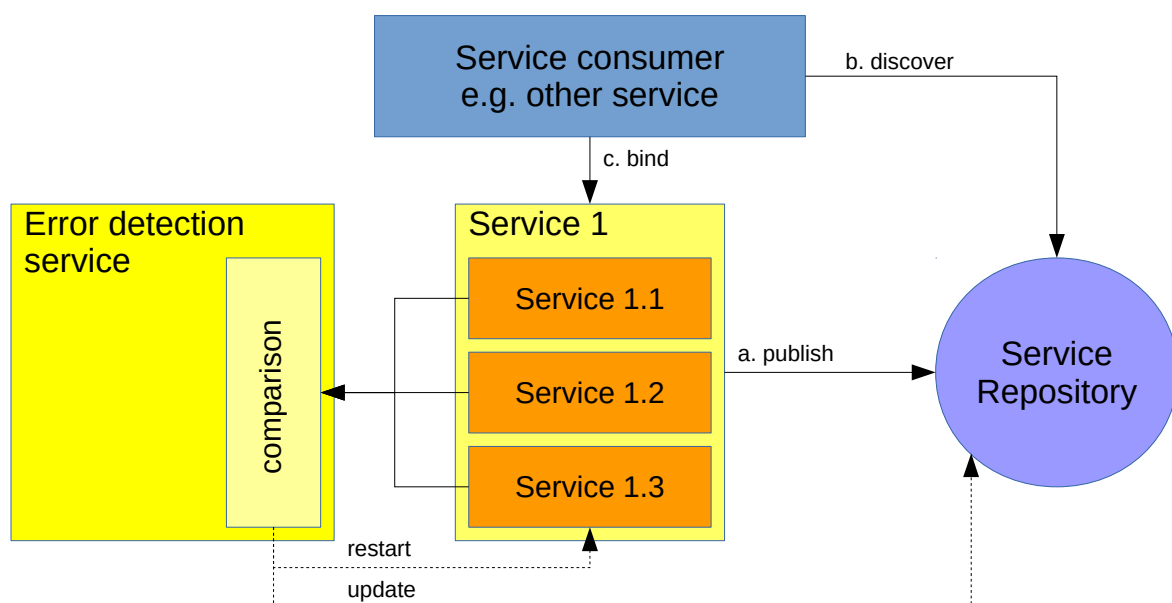 Service consumer
e.g. other service
b. discover
c. bind
Error detection
service
comparison
Service 1
Service 1.1
Service 1.2
Service 1.3
a. publish
Service
Repository
restart
update